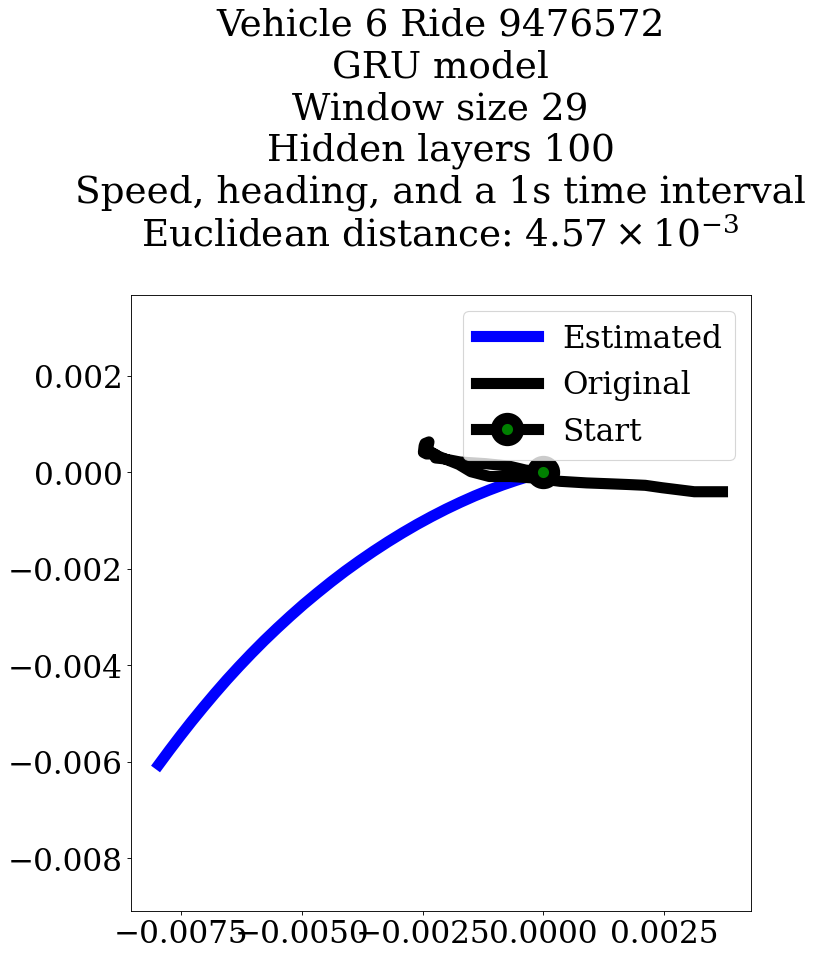 Vehicle 6 Ride 9476572
GRU model
Window size 29
Hidden layers 100
Speed, heading, and a 1s time interval
Euclidean distance: 4.57 × 10⁻³
Estimated
Original
Start
0.002
0.000
−0.002
−0.004
−0.006
−0.008
−0.0075 −0.0050 −0.0025 0.0000 0.0025